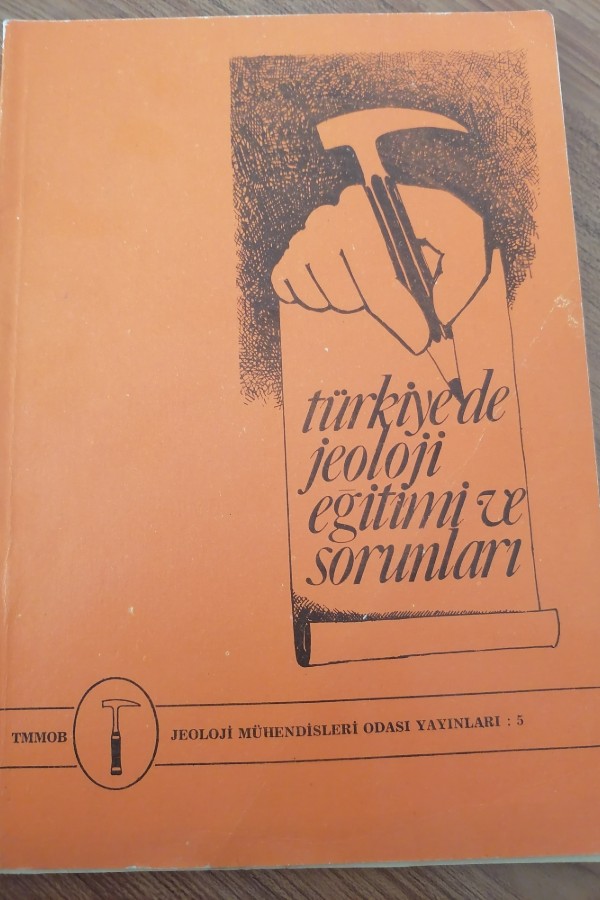 türkiye'de
jeoloji
eğitimi ve
sorunları
TMMOB
JEOLOJİ MÜHENDİSLERİ ODASI YAYINLARI : 5